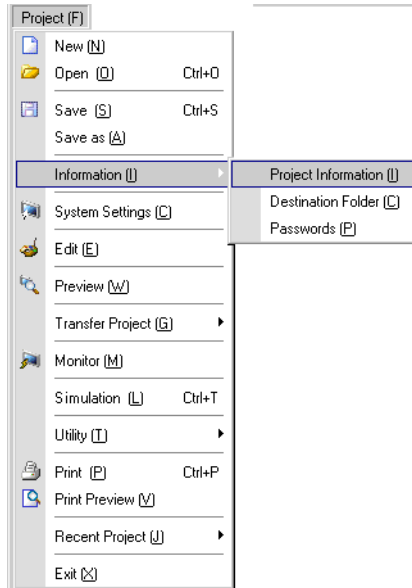 Project (F)
New (N)
Open (O) Ctrl+O
Save (S) Ctrl+S
Save as (A)
Information (I)
Project Information (I)
System Settings (C)
Destination Folder (C)
Passwords (P)
Edit (E)
Preview (W)
Transfer Project (G)
Monitor (M)
Simulation (L) Ctrl+T
Utility (T)
Print (P) Ctrl+P
Print Preview (V)
Recent Project (J)
Exit (X)